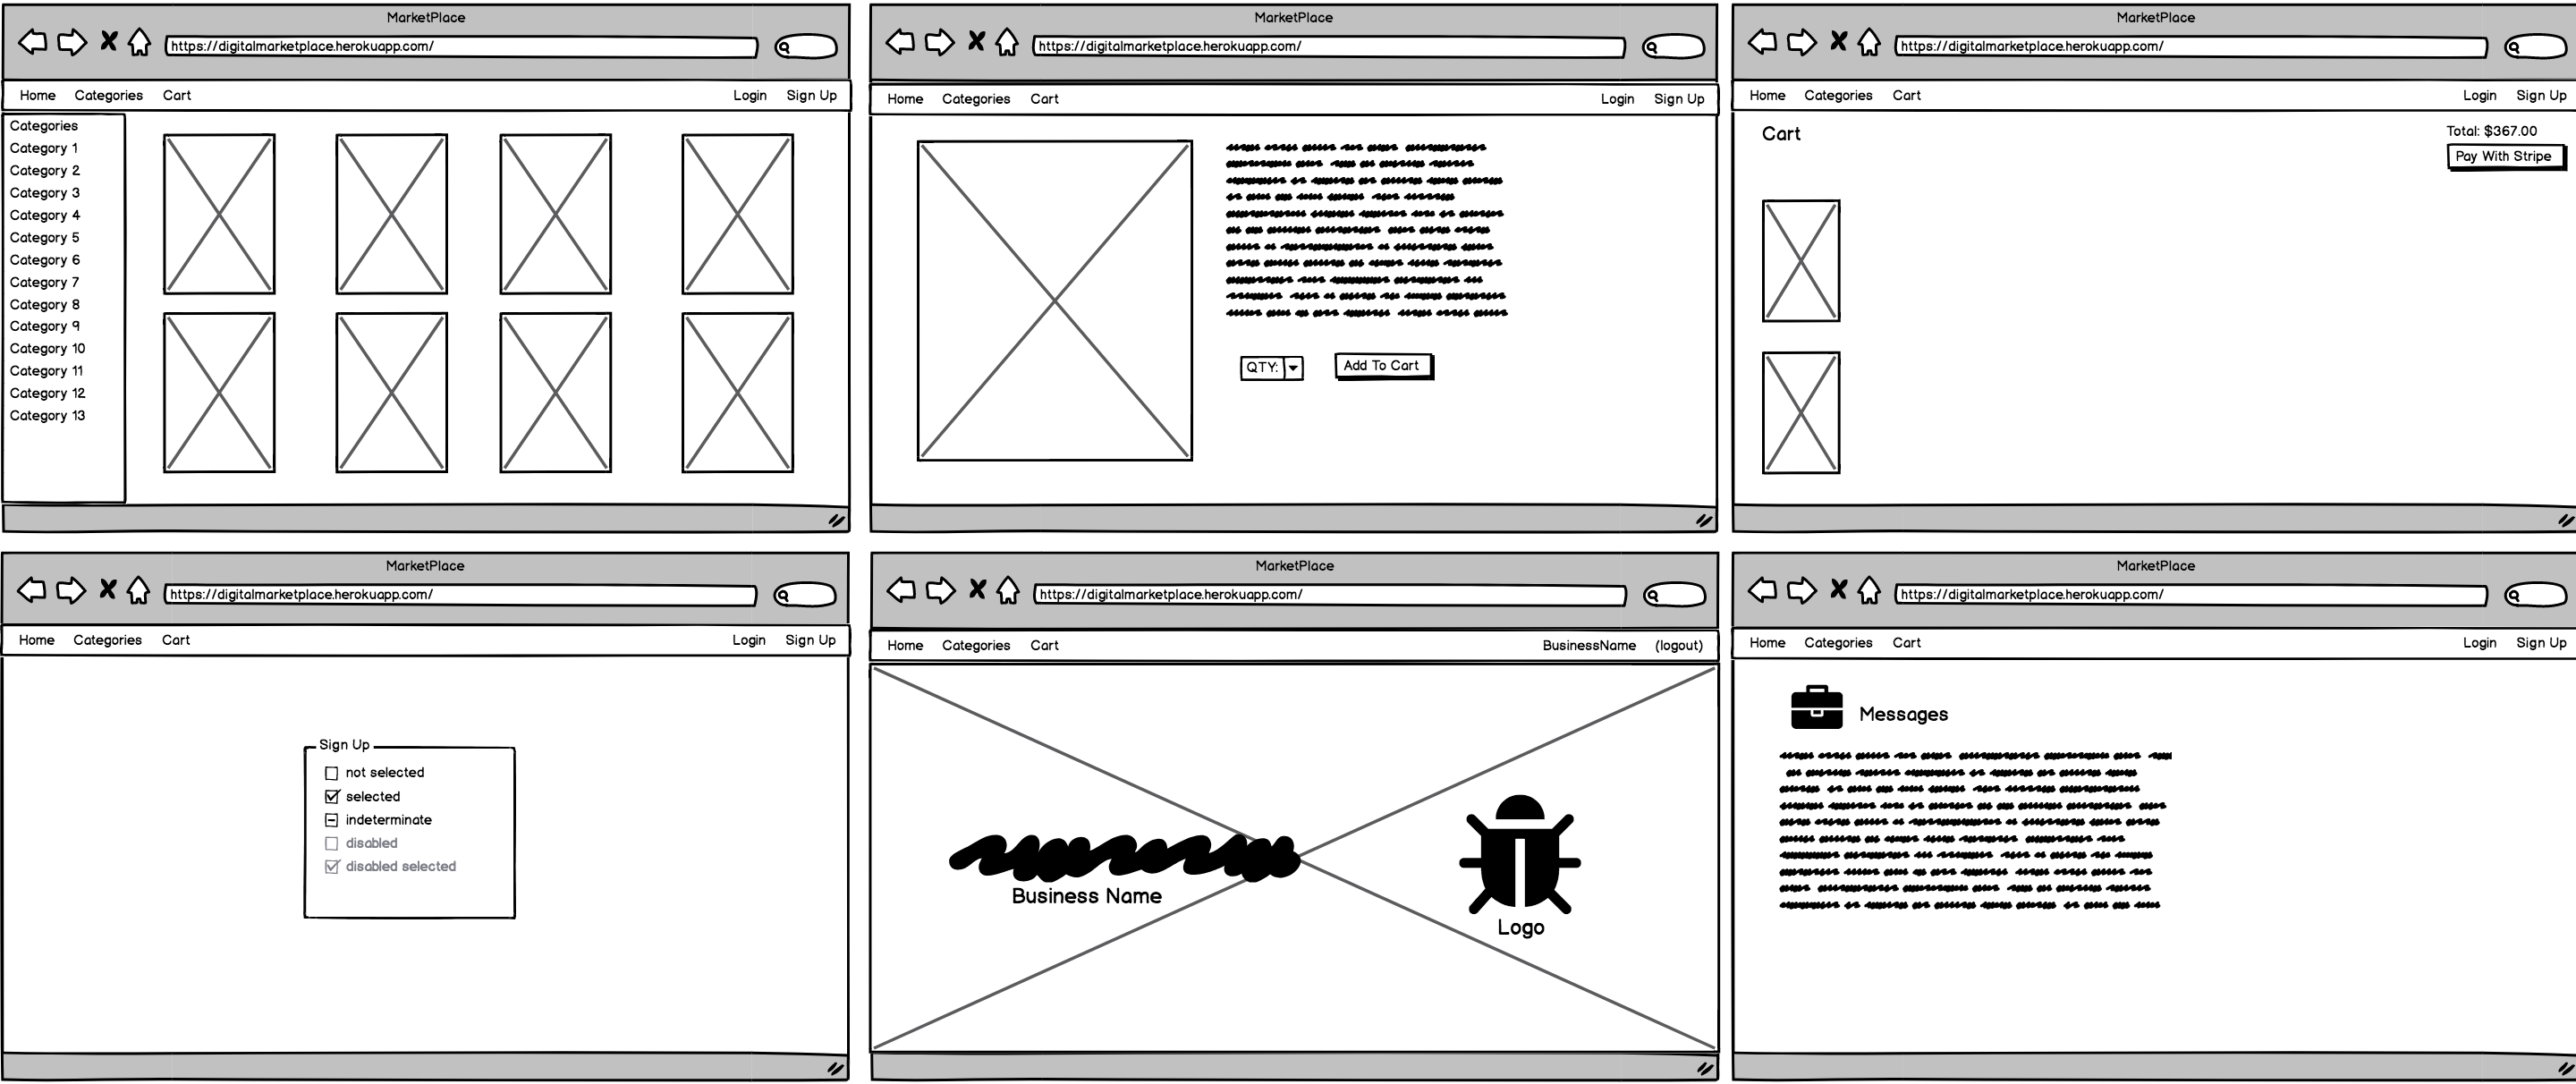 MarketPlace
https://digitalmarketplace.herokuapp.com/
Home Categories Cart Login Sign Up
Categories
Category 1
Category 2
Category 3
Category 4
Category 5
Category 6
Category 7
Category 8
Category 9
Category 10
Category 11
Category 12
Category 13
MarketPlace
https://digitalmarketplace.herokuapp.com/
Home Categories Cart Login Sign Up
QTY: Add To Cart
MarketPlace
https://digitalmarketplace.herokuapp.com/
Home Categories Cart Login Sign Up
Cart
Total: $367.00
Pay With Stripe
MarketPlace
https://digitalmarketplace.herokuapp.com/
Home Categories Cart Login Sign Up
Sign Up
not selected
selected
indeterminate
disabled
disabled selected
MarketPlace
https://digitalmarketplace.herokuapp.com/
Home Categories Cart BusinessName (logout)
Business Name
Logo
MarketPlace
https://digitalmarketplace.herokuapp.com/
Home Categories Cart Login Sign Up
Messages